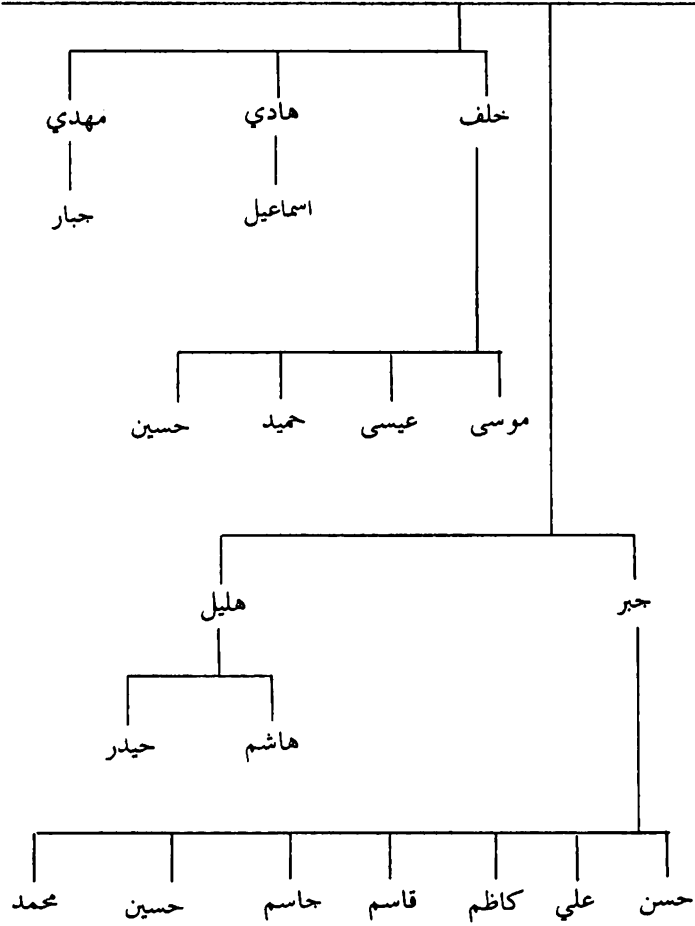 خلف هادي مهدي
اسماعيل جبار
موسى عيسى حميد حسين
جبر هليل
هاشم حيدر
حسن علي كاظم قاسم جاسم حسين محمد